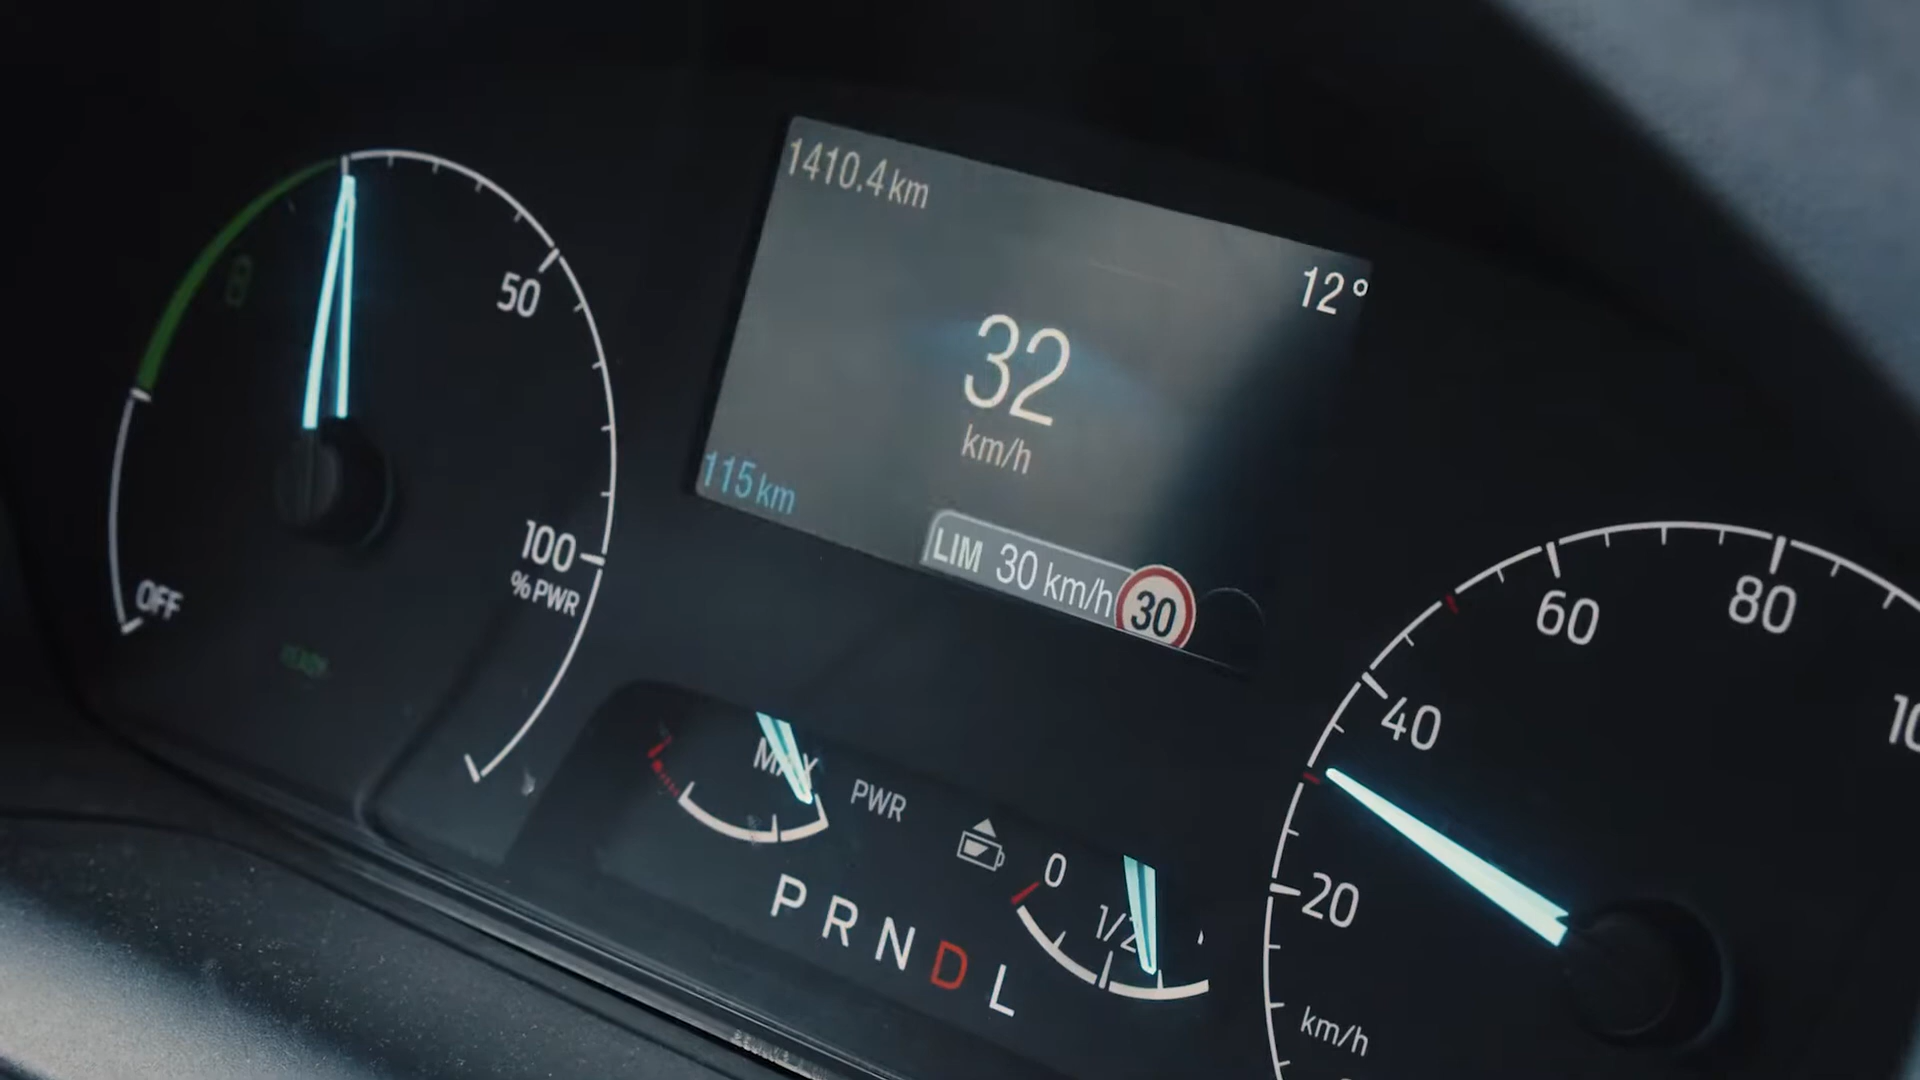 1410.4 km
12°
32
km/h
115 km
LIM 30 km/h 30
50
100
% PWR
OFF
MAX
PWR
0
1/2
P R N D L
20
40
60
80
km/h